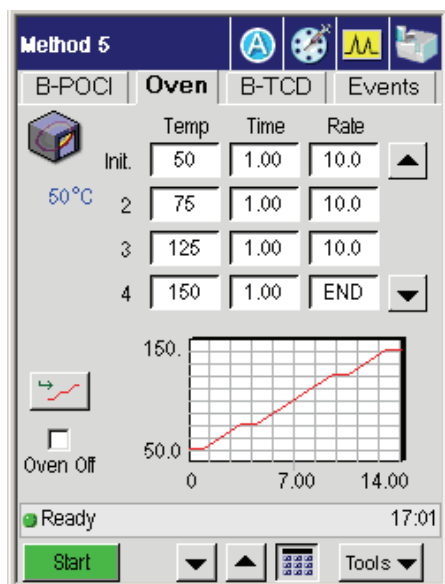 Method 5
B-POCI Oven B-TCD Events
Temp Time Rate
Init. 50 1.00 10.0
50°C
2 75 1.00 10.0
3 125 1.00 10.0
4 150 1.00 END
150.
50.0
0 7.00 14.00
Oven Off
Ready 17:01
Start Tools